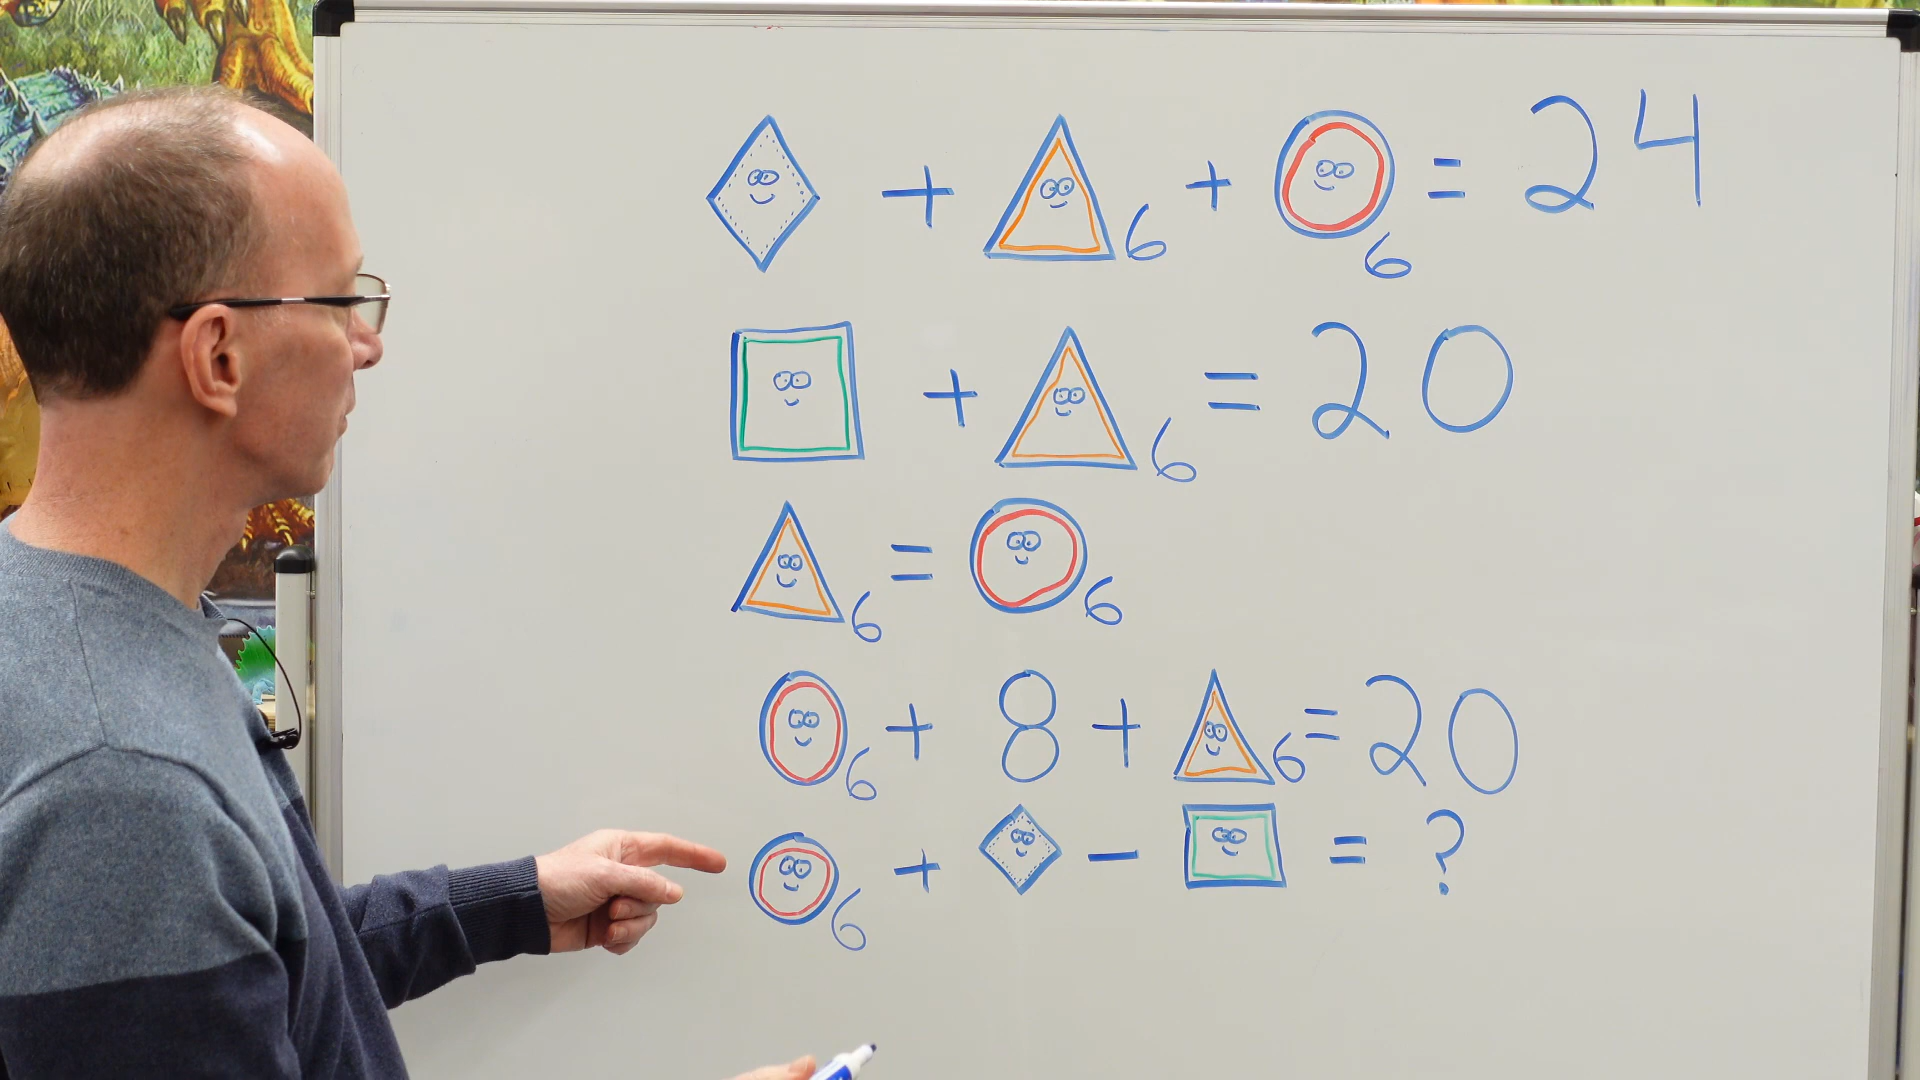 + 6 + 6 = 24
+ 6 = 20
6 = 6
6 + 8 + 6 = 20
6 + - = ?